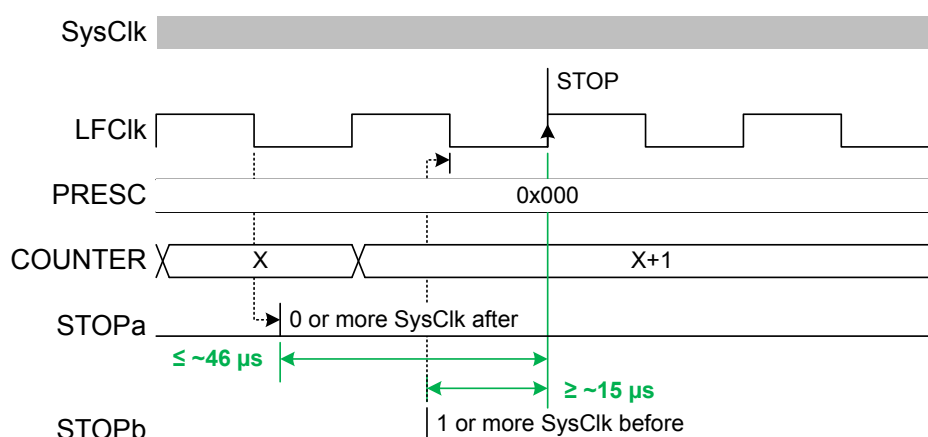 SysClk
STOP
LFClk
PRESC 0x000
COUNTER X X+1
STOPa 0 or more SysClk after
≤ ~46 µs ≥ ~15 µs
STOPb 1 or more SysClk before